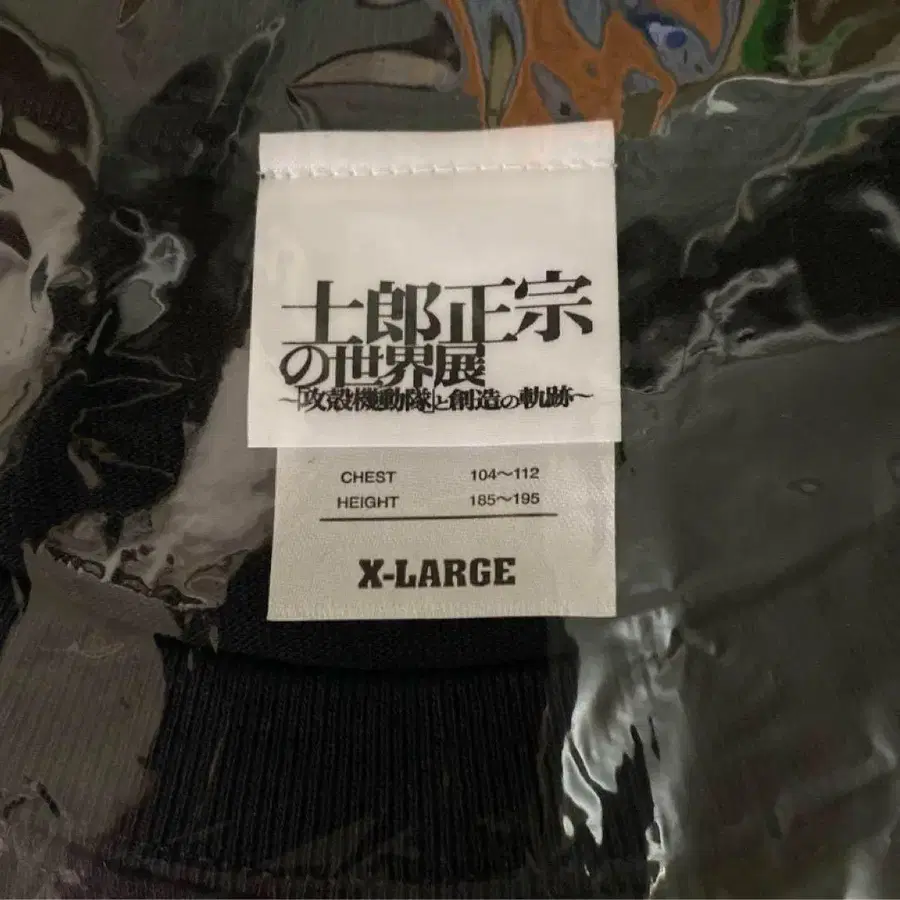 士郎正宗
の世界展
～「攻殻機動隊」と創造の軌跡～
CHEST 104～112
HEIGHT 185～195
X-LARGE